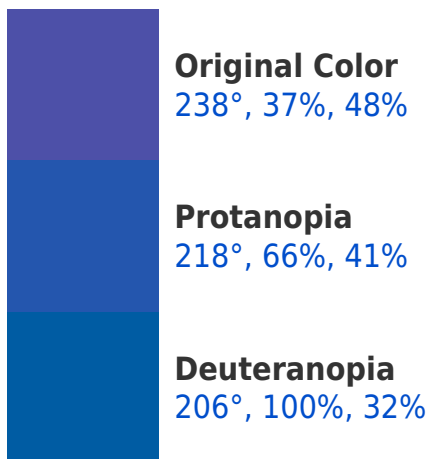 Original Color
238°, 37%, 48%
Protanopia
218°, 66%, 41%
Deuteranopia
206°, 100%, 32%